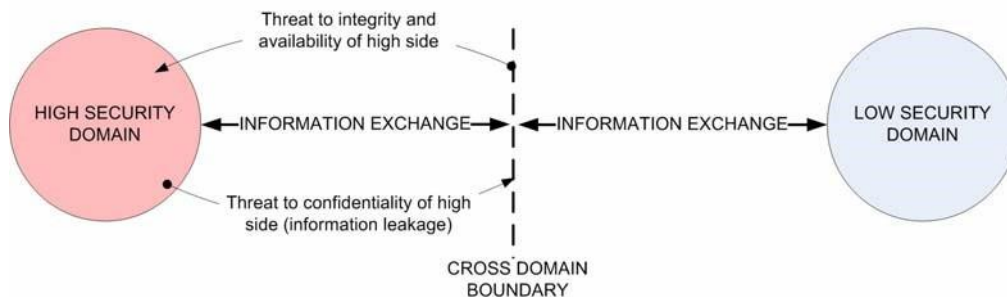 Threat to integrity and
availability of high side
HIGH SECURITY
DOMAIN
INFORMATION EXCHANGE
INFORMATION EXCHANGE
LOW SECURITY
DOMAIN
Threat to confidentiality of high
side (information leakage)
CROSS DOMAIN
BOUNDARY